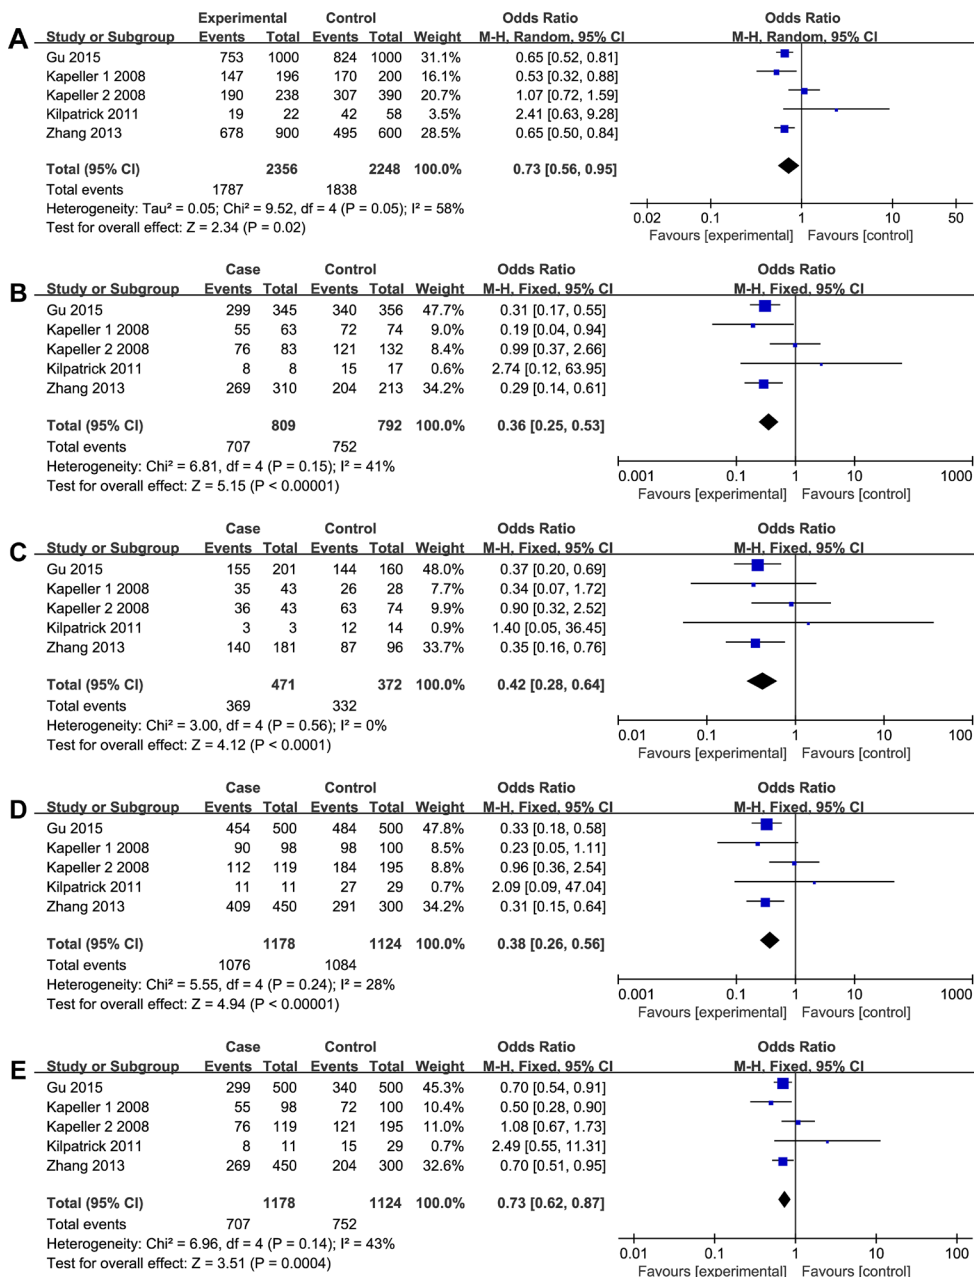 A
Experimental Control Odds Ratio Odds Ratio
Study or Subgroup Events Total Events Total Weight M-H, Random, 95% CI M-H, Random, 95% CI
Gu 2015 753 1000 824 1000 31.1% 0.65 [0.52, 0.81]
Kapeller 1 2008 147 196 170 200 16.1% 0.53 [0.32, 0.88]
Kapeller 2 2008 190 238 307 390 20.7% 1.07 [0.72, 1.59]
Kilpatrick 2011 19 22 42 58 3.5% 2.41 [0.63, 9.28]
Zhang 2013 678 900 495 600 28.5% 0.65 [0.50, 0.84]
Total (95% CI) 2356 2248 100.0% 0.73 [0.56, 0.95]
Total events 1787 1838
Heterogeneity: Tau² = 0.05; Chi² = 9.52, df = 4 (P = 0.05); I² = 58%
Test for overall effect: Z = 2.34 (P = 0.02)
0.02 0.1 1 10 50
Favours [experimental] Favours [control]
B
Case Control Odds Ratio Odds Ratio
Study or Subgroup Events Total Events Total Weight M-H, Fixed, 95% CI M-H, Fixed, 95% CI
Gu 2015 299 345 340 356 47.7% 0.31 [0.17, 0.55]
Kapeller 1 2008 55 63 72 74 9.0% 0.19 [0.04, 0.94]
Kapeller 2 2008 76 83 121 132 8.4% 0.99 [0.37, 2.66]
Kilpatrick 2011 8 8 15 17 0.6% 2.74 [0.12, 63.95]
Zhang 2013 269 310 204 213 34.2% 0.29 [0.14, 0.61]
Total (95% CI) 809 792 100.0% 0.36 [0.25, 0.53]
Total events 707 752
Heterogeneity: Chi² = 6.81, df = 4 (P = 0.15); I² = 41%
Test for overall effect: Z = 5.15 (P < 0.00001)
0.001 0.1 1 10 1000
Favours [experimental] Favours [control]
C
Case Control Odds Ratio Odds Ratio
Study or Subgroup Events Total Events Total Weight M-H, Fixed, 95% CI M-H, Fixed, 95% CI
Gu 2015 155 201 144 160 48.0% 0.37 [0.20, 0.69]
Kapeller 1 2008 35 43 26 28 7.7% 0.34 [0.07, 1.72]
Kapeller 2 2008 36 43 63 74 9.9% 0.90 [0.32, 2.52]
Kilpatrick 2011 3 3 12 14 0.9% 1.40 [0.05, 36.45]
Zhang 2013 140 181 87 96 33.7% 0.35 [0.16, 0.76]
Total (95% CI) 471 372 100.0% 0.42 [0.28, 0.64]
Total events 369 332
Heterogeneity: Chi² = 3.00, df = 4 (P = 0.56); I² = 0%
Test for overall effect: Z = 4.12 (P < 0.0001)
0.01 0.1 1 10 100
Favours [experimental] Favours [control]
D
Case Control Odds Ratio Odds Ratio
Study or Subgroup Events Total Events Total Weight M-H, Fixed, 95% CI M-H, Fixed, 95% CI
Gu 2015 454 500 484 500 47.8% 0.33 [0.18, 0.58]
Kapeller 1 2008 90 98 98 100 8.5% 0.23 [0.05, 1.11]
Kapeller 2 2008 112 119 184 195 8.8% 0.96 [0.36, 2.54]
Kilpatrick 2011 11 11 27 29 0.7% 2.09 [0.09, 47.04]
Zhang 2013 409 450 291 300 34.2% 0.31 [0.15, 0.64]
Total (95% CI) 1178 1124 100.0% 0.38 [0.26, 0.56]
Total events 1076 1084
Heterogeneity: Chi² = 5.55, df = 4 (P = 0.24); I² = 28%
Test for overall effect: Z = 4.94 (P < 0.00001)
0.001 0.1 1 10 1000
Favours [experimental] Favours [control]
E
Case Control Odds Ratio Odds Ratio
Study or Subgroup Events Total Events Total Weight M-H, Fixed, 95% CI M-H, Fixed, 95% CI
Gu 2015 299 500 340 500 45.3% 0.70 [0.54, 0.91]
Kapeller 1 2008 55 98 72 100 10.4% 0.50 [0.28, 0.90]
Kapeller 2 2008 76 119 121 195 11.0% 1.08 [0.67, 1.73]
Kilpatrick 2011 8 11 15 29 0.7% 2.49 [0.55, 11.31]
Zhang 2013 269 450 204 300 32.6% 0.70 [0.51, 0.95]
Total (95% CI) 1178 1124 100.0% 0.73 [0.62, 0.87]
Total events 707 752
Heterogeneity: Chi² = 6.96, df = 4 (P = 0.14); I² = 43%
Test for overall effect: Z = 3.51 (P = 0.0004)
0.01 0.1 1 10 100
Favours [experimental] Favours [control]